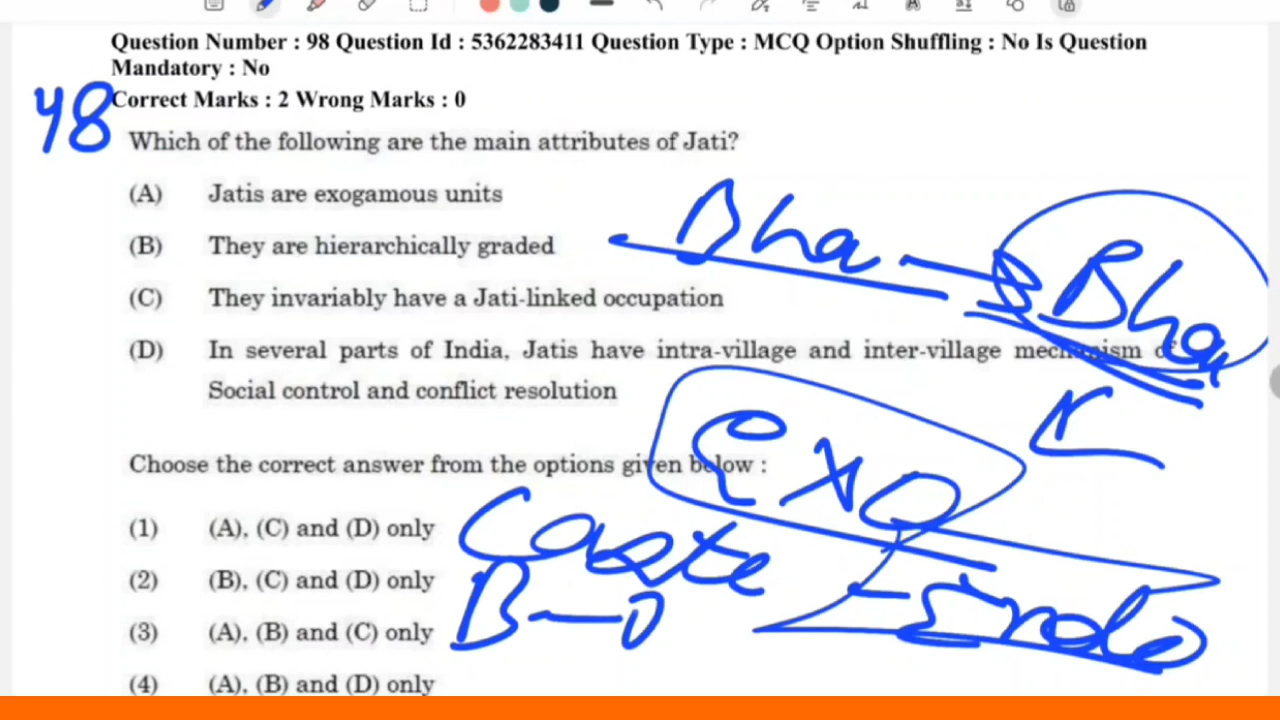 Question Number : 98 Question Id : 5362283411 Question Type : MCQ Option Shuffling : No Is Question
Mandatory : No
Correct Marks : 2 Wrong Marks : 0
48
Which of the following are the main attributes of Jati?
(A) Jatis are exogamous units
(B) They are hierarchically graded
(C) They invariably have a Jati-linked occupation
(D) In several parts of India, Jatis have intra-village and inter-village mechanism
Social control and conflict resolution
Bha
Bha
Exo
Choose the correct answer from the options given below :
(1) (A), (C) and (D) only
(2) (B), (C) and (D) only
(3) (A), (B) and (C) only
(4) (A), (B) and (D) only
Caste
Endo